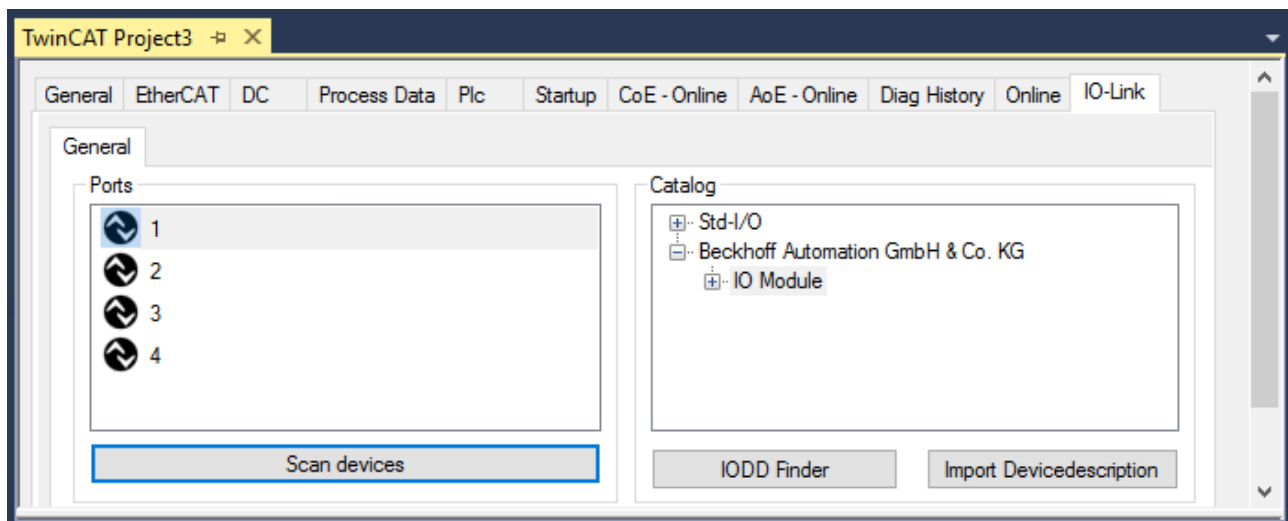 TwinCAT Project3
General EtherCAT DC Process Data Plc Startup CoE - Online AoE - Online Diag History Online IO-Link
General
Ports
1
2
3
4
Scan devices
Catalog
Std-I/O
Beckhoff Automation GmbH & Co. KG
IO Module
IODD Finder Import Devicedescription